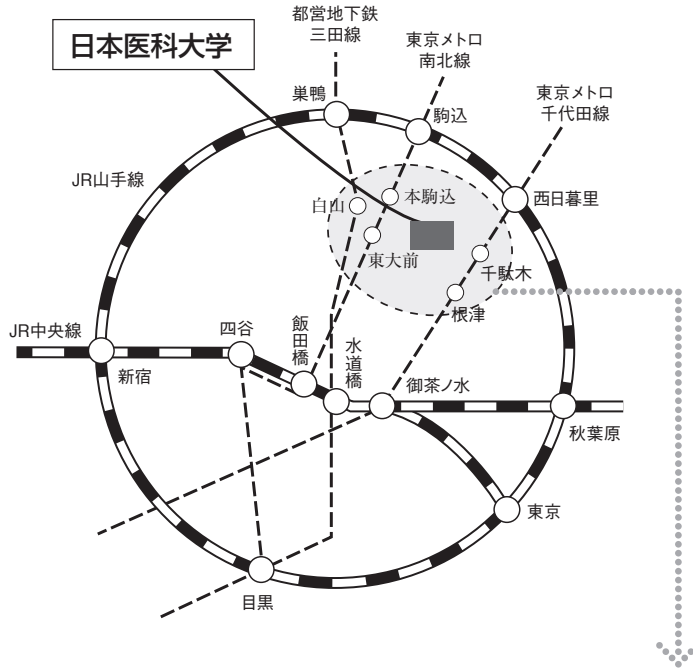 都営地下鉄
三田線
日本医科大学
東京メトロ
南北線
東京メトロ
千代田線
巣鴨
駒込
JR山手線
西日暮里
白山
本駒込
東大前
千駄木
根津
JR中央線
新宿
四谷
飯田橋
水道橋
御茶ノ水
秋葉原
東京
目黒